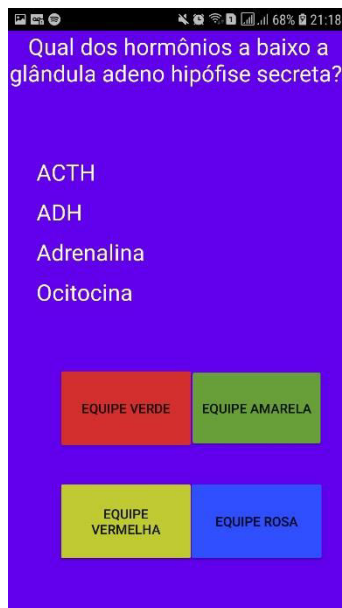 68% 21:18
Qual dos hormônios a baixo a
glândula adeno hipófise secreta?
ACTH
ADH
Adrenalina
Ocitocina
EQUIPE VERDE
EQUIPE AMARELA
EQUIPE
VERMELHA
EQUIPE ROSA